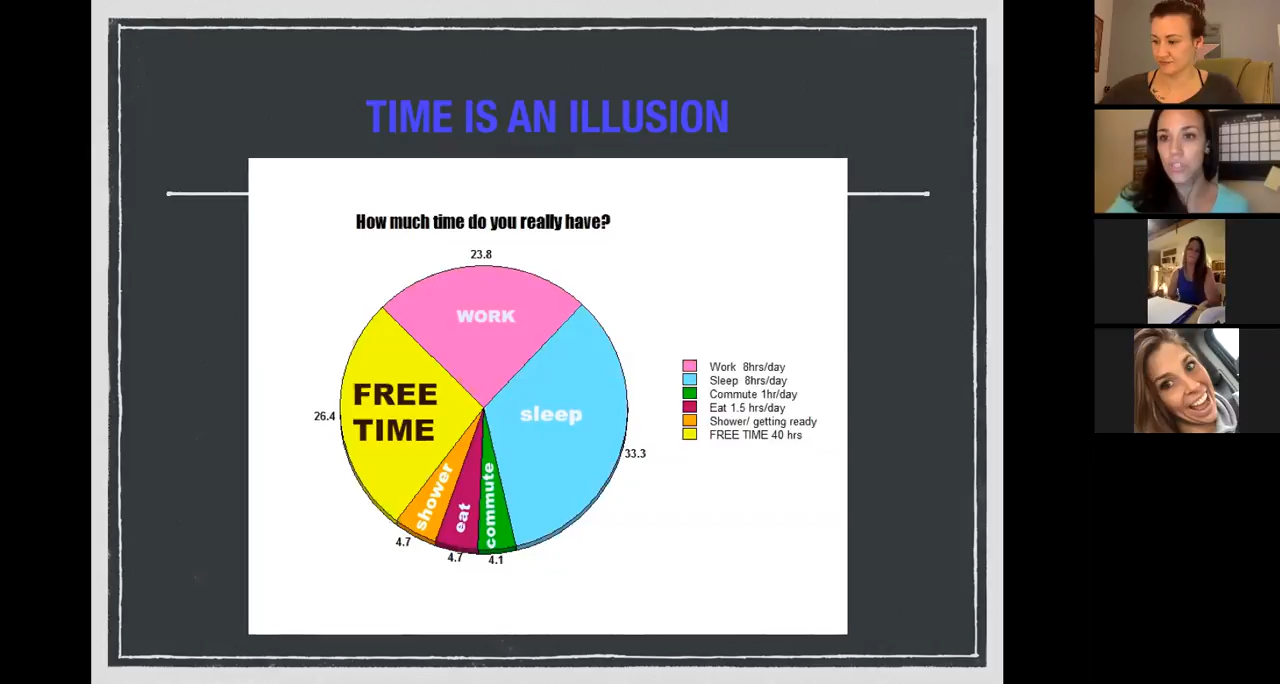 TIME IS AN ILLUSION
How much time do you really have?
23.8
WORK
FREE
TIME
sleep
26.4
33.3
shower
eat
commute
4.7
4.7
4.1
Work 8hrs/day
Sleep 8hrs/day
Commute 1hr/day
Eat 1.5 hrs/day
Shower/ getting ready
FREE TIME 40 hrs